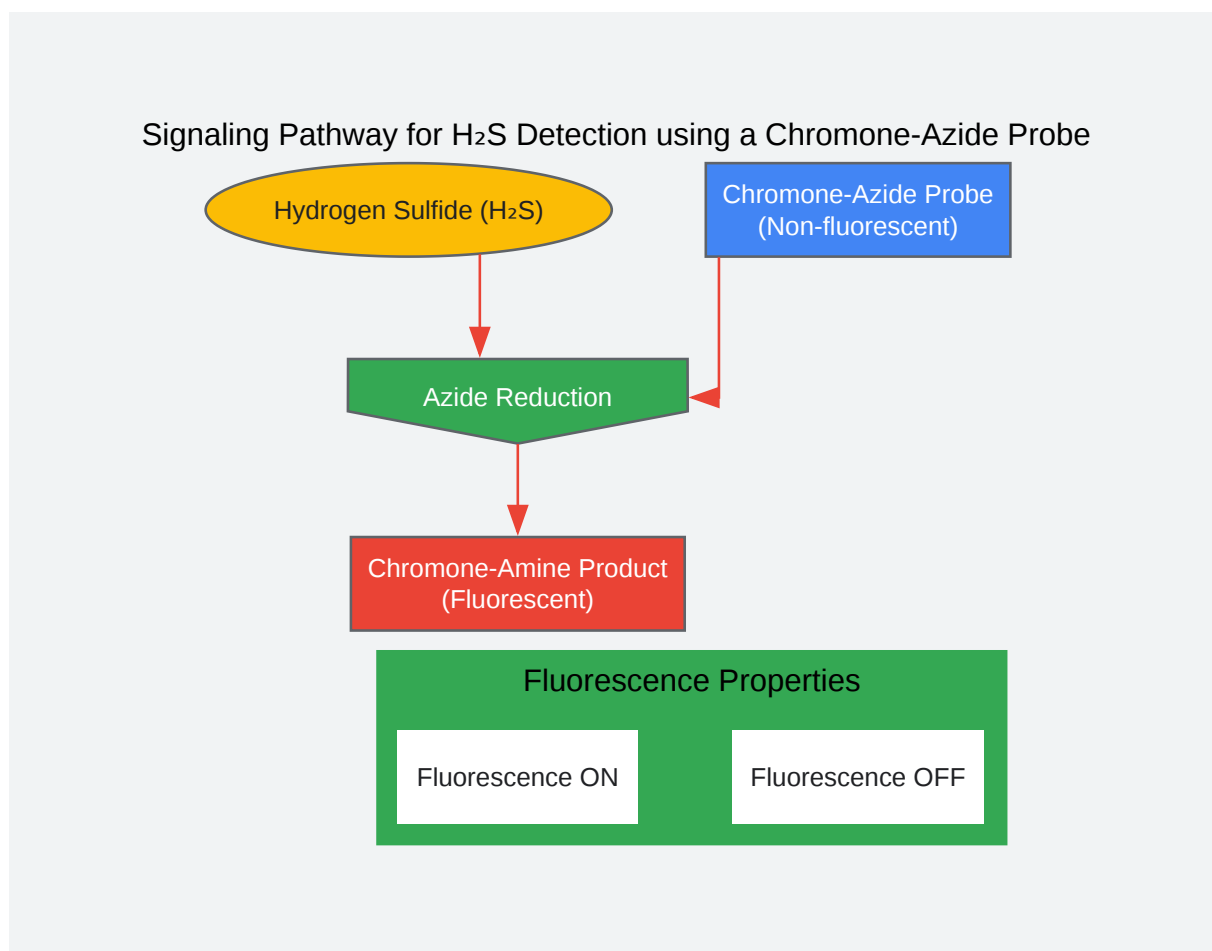 Signaling Pathway for H₂S Detection using a Chromone-Azide Probe
Hydrogen Sulfide (H₂S)
Chromone-Azide Probe
(Non-fluorescent)
Azide Reduction
Chromone-Amine Product
(Fluorescent)
Fluorescence Properties
Fluorescence ON
Fluorescence OFF